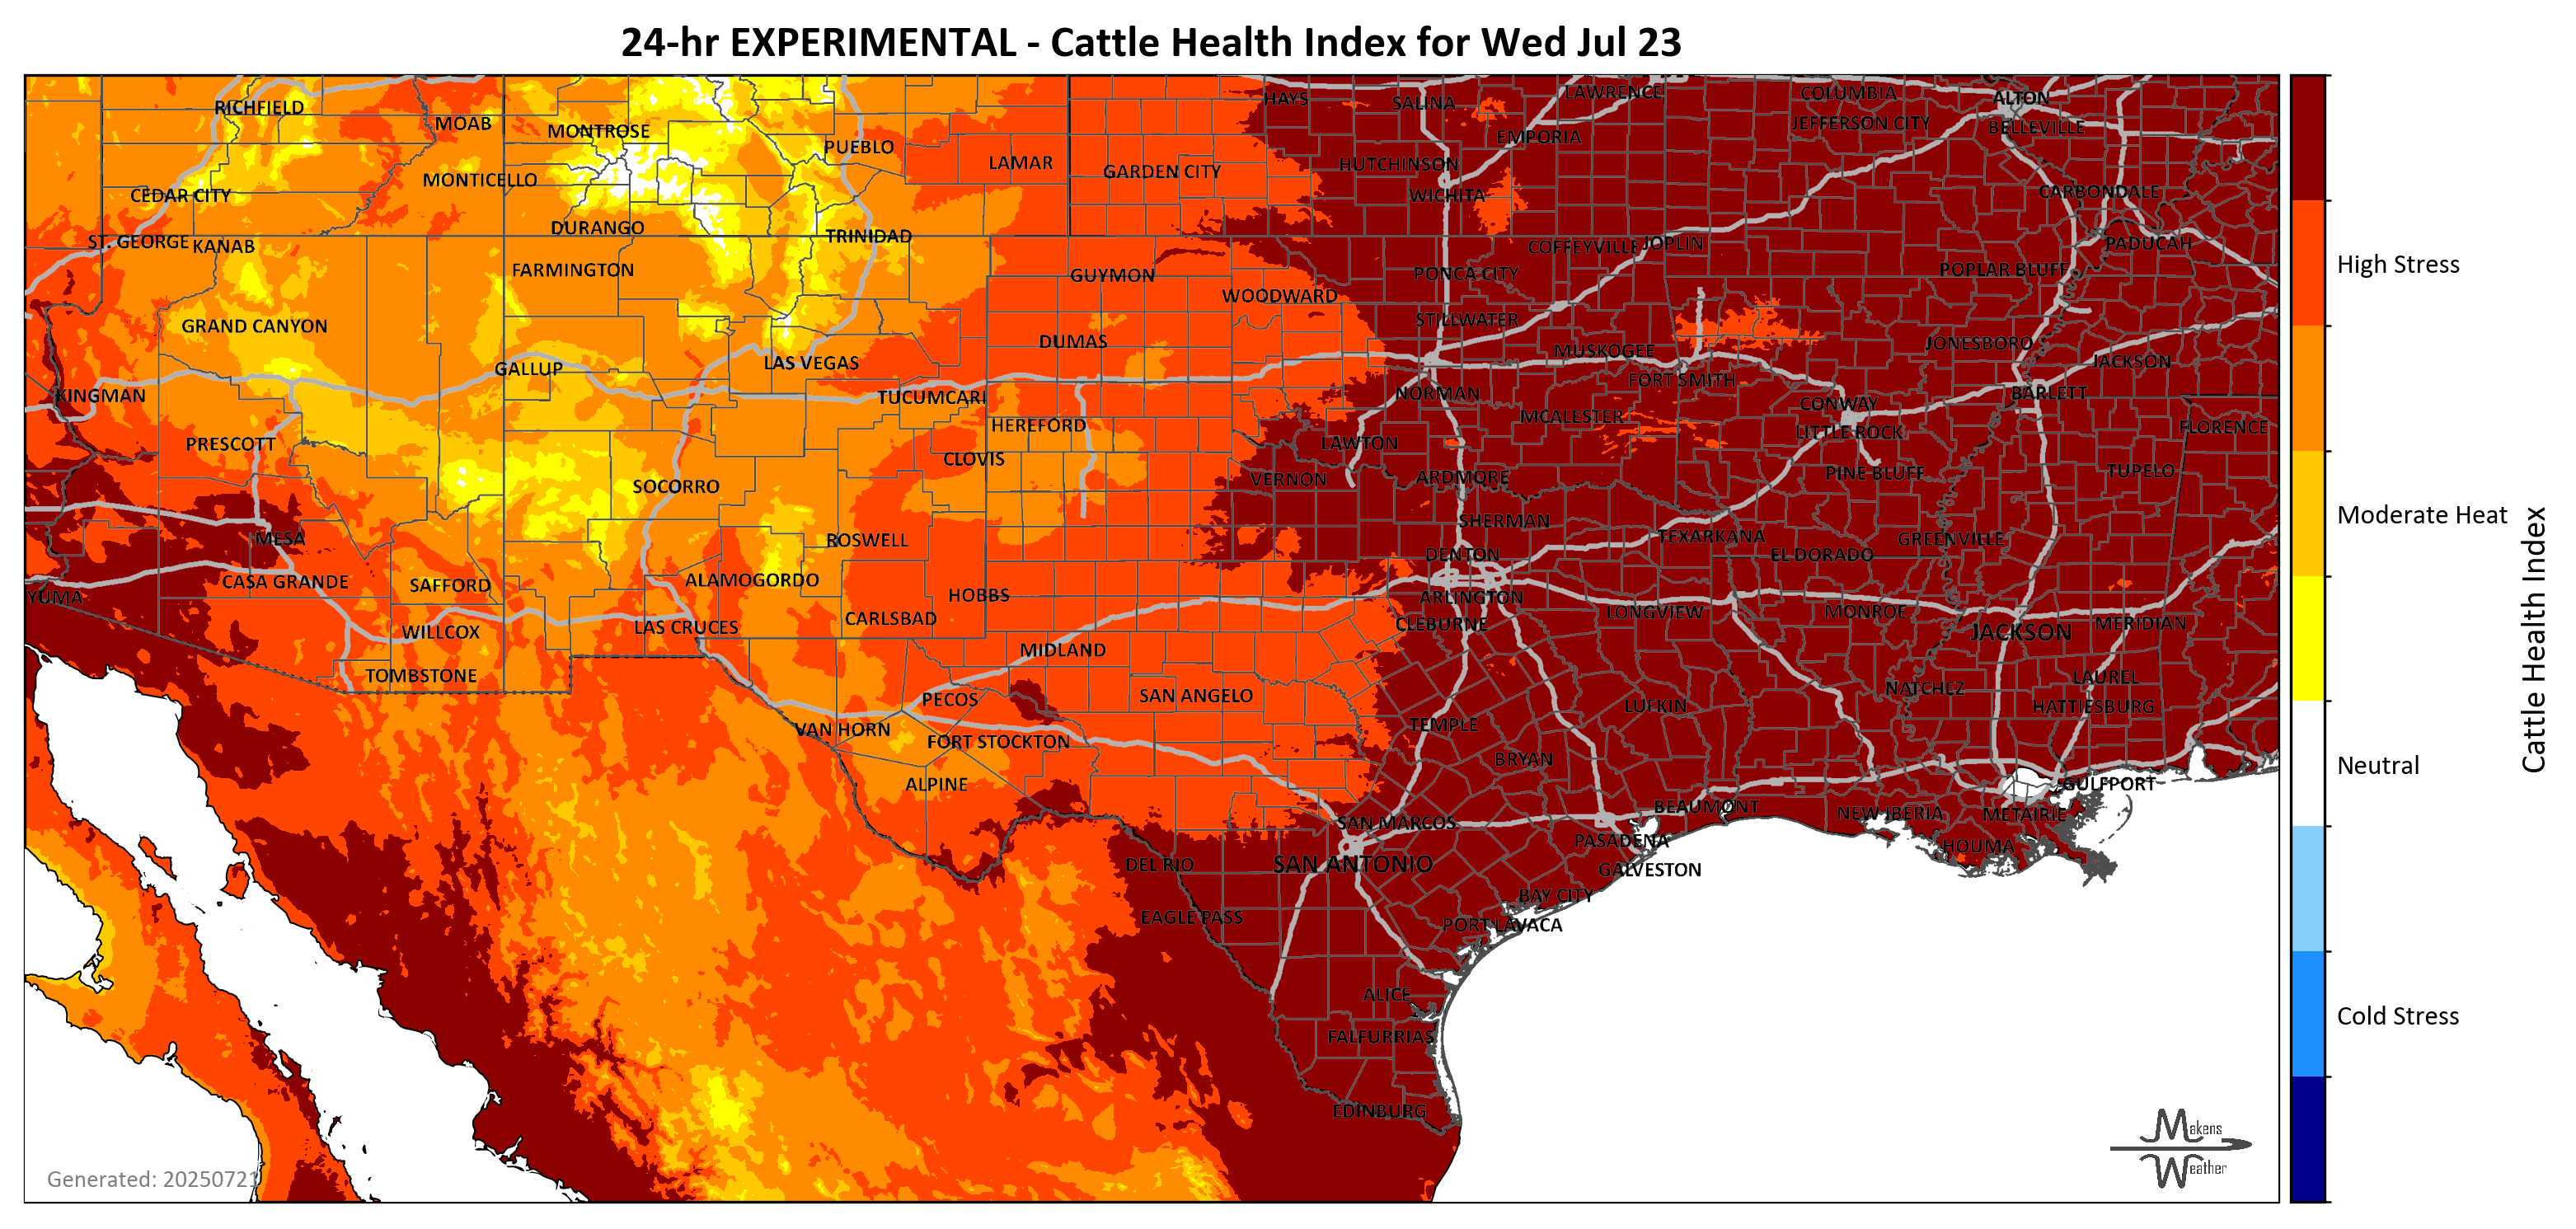 24-hr EXPERIMENTAL - Cattle Health Index for Wed Jul 23
RICHFIELD
MOAB
MONTROSE
PUEBLO
LAMAR
GARDEN CITY
HAYS
SALINA
LAWRENCE
EMPORIA
COLUMBIA
JEFFERSON CITY
ALTON
BELLEVILLE
CEDAR CITY
MONTICELLO
HUTCHINSON
WICHITA
CARBONDALE
ST. GEORGE
KANAB
DURANGO
TRINIDAD
COFFEYVILLE
JOPLIN
PADUCAH
FARMINGTON
GUYMON
WOODWARD
PONCA CITY
POPLAR BLUFF
GRAND CANYON
DUMAS
STILLWATER
MUSKOGEE
JONESBORO
JACKSON
GALLUP
LAS VEGAS
FORT SMITH
KINGMAN
TUCUMCARI
NORMAN
MCALESTER
CONWAY
BARLETT
PRESCOTT
HEREFORD
LAWTON
LITTLE ROCK
FLORENCE
CLOVIS
SOCORRO
VERNON
ARDMORE
PINE BLUFF
TUPELO
MESA
ROSWELL
SHERMAN
TEXARKANA
GREENVILLE
DENTON
EL DORADO
CASA GRANDE
SAFFORD
ALAMOGORDO
YUMA
HOBBS
ARLINGTON
LONGVIEW
MONROE
WILLCOX
LAS CRUCES
CARLSBAD
CLEBURNE
JACKSON
MERIDIAN
TOMBSTONE
MIDLAND
LAUREL
PECOS
SAN ANGELO
NATCHEZ
HATTIESBURG
VAN HORN
FORT STOCKTON
TEMPLE
LUFKIN
ALPINE
BRYAN
GULFPORT
SAN MARCOS
BEAUMONT
NEW IBERIA
METAIRIE
PASADENA
HOUMA
DEL RIO
SAN ANTONIO
GALVESTON
EAGLE PASS
BAY CITY
PORT LAVACA
ALICE
FALFURRIAS
EDINBURG
Generated: 20250721
Makens
Weather
High Stress
Moderate Heat
Neutral
Cold Stress
Cattle Health Index